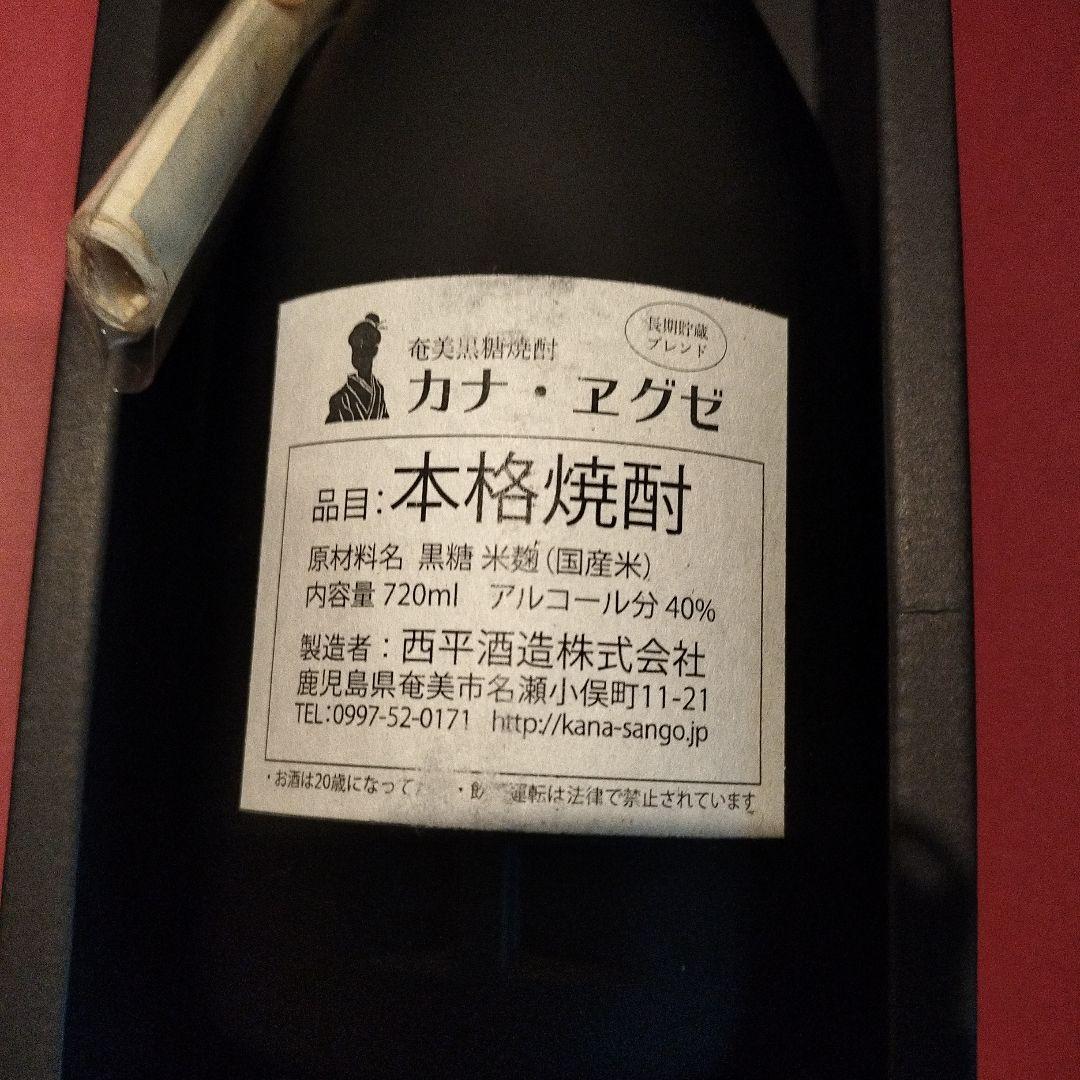 長期貯蔵
ブレンド
奄美黒糖焼酎
カナ・ヱグゼ
品目：本格焼酎
原材料名 黒糖 米麹（国産米）
内容量 720ml アルコール分 40%
製造者：西平酒造株式会社
鹿児島県奄美市名瀬小俣町11-21
TEL：0997-52-0171 http://kana-sango.jp
・お酒は20歳になって ・飲 運転は法律で禁止されています